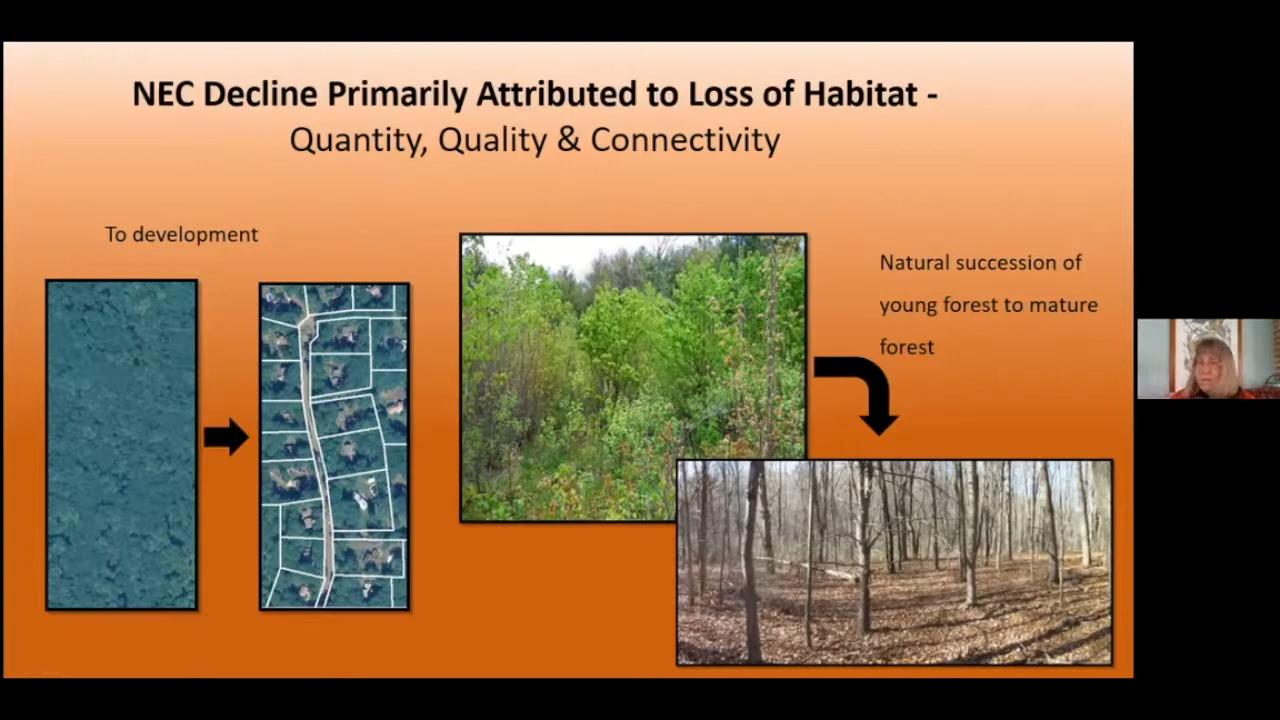 NEC Decline Primarily Attributed to Loss of Habitat -
Quantity, Quality & Connectivity
To development
Natural succession of
young forest to mature
forest